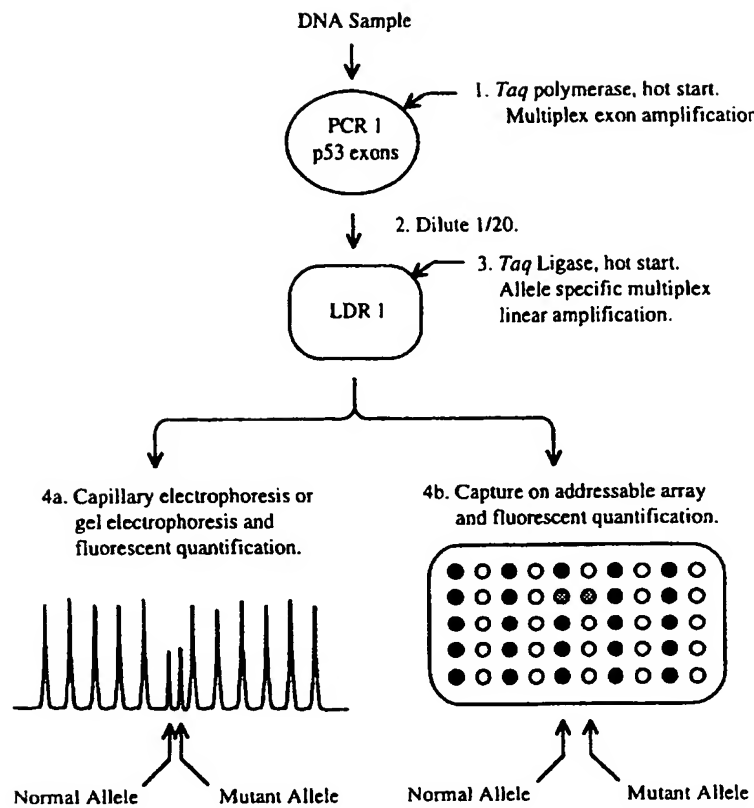 DNA Sample
1. Taq polymerase, hot start.
Multiplex exon amplification
PCR 1
p53 exons
2. Dilute 1/20.
3. Taq Ligase, hot start.
Allele specific multiplex
linear amplification.
LDR 1
4a. Capillary electrophoresis or
gel electrophoresis and
fluorescent quantification.
4b. Capture on addressable array
and fluorescent quantification.
Normal Allele
Mutant Allele
Normal Allele
Mutant Allele